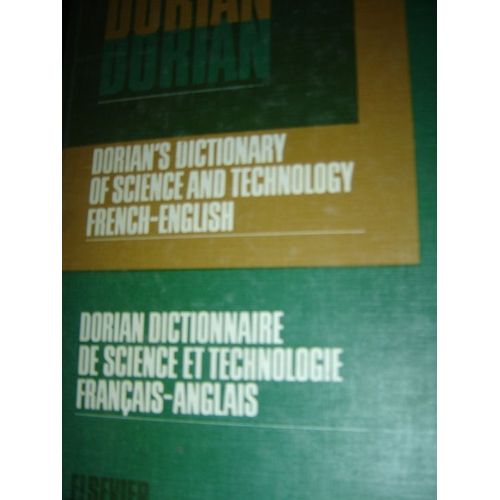 DORIAN
DORIAN
DORIAN'S DICTIONARY
OF SCIENCE AND TECHNOLOGY
FRENCH-ENGLISH
DORIAN DICTIONNAIRE
DE SCIENCE ET TECHNOLOGIE
FRANÇAIS-ANGLAIS
ELSEVIER